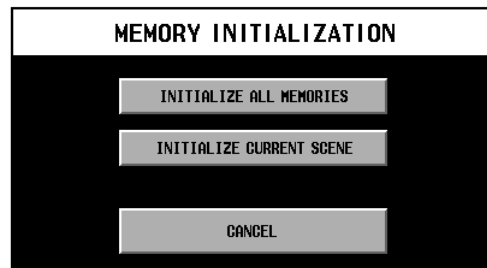 MEMORY INITIALIZATION
INITIALIZE ALL MEMORIES
INITIALIZE CURRENT SCENE
CANCEL